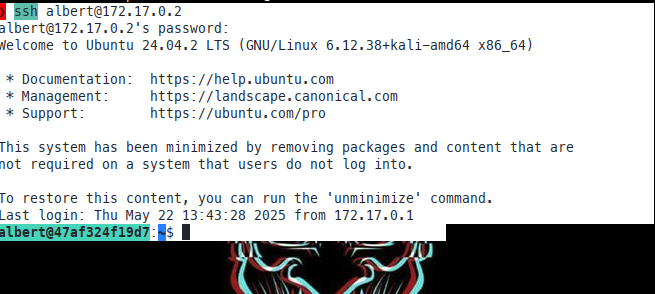 ssh albert@172.17.0.2
albert@172.17.0.2's password:
Welcome to Ubuntu 24.04.2 LTS (GNU/Linux 6.12.38+kali-amd64 x86_64)
* Documentation: https://help.ubuntu.com
* Management: https://landscape.canonical.com
* Support: https://ubuntu.com/pro
This system has been minimized by removing packages and content that are
not required on a system that users do not log into.
To restore this content, you can run the 'unminimize' command.
Last login: Thu May 22 13:43:28 2025 from 172.17.0.1
albert@47af324f19d7:~$